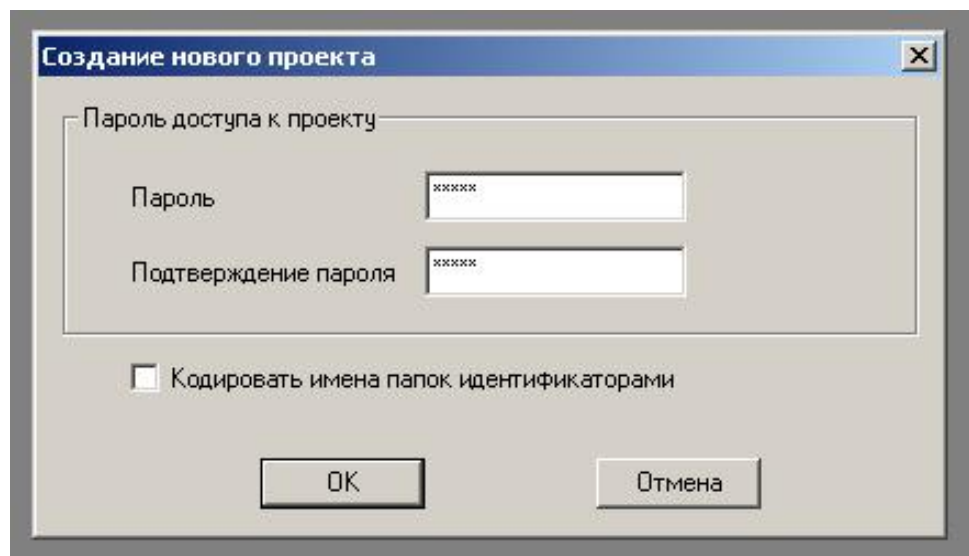 Создание нового проекта
Пароль доступа к проекту
Пароль *****
Подтверждение пароля *****
Кодировать имена папок идентификаторами
OK Отмена